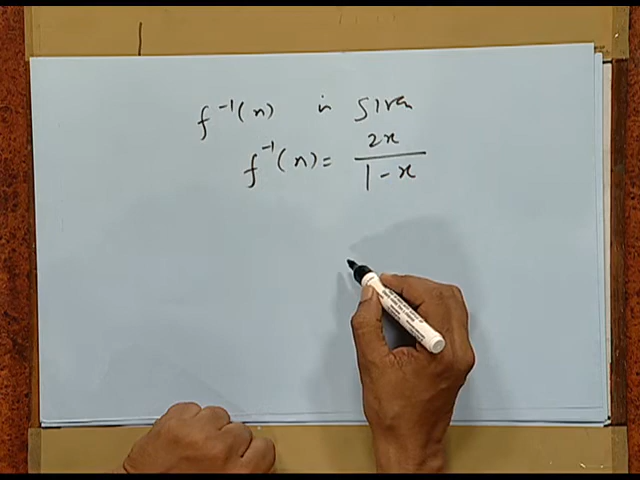 f⁻¹(x) is given
f⁻¹(x) = 2x / 1 - x